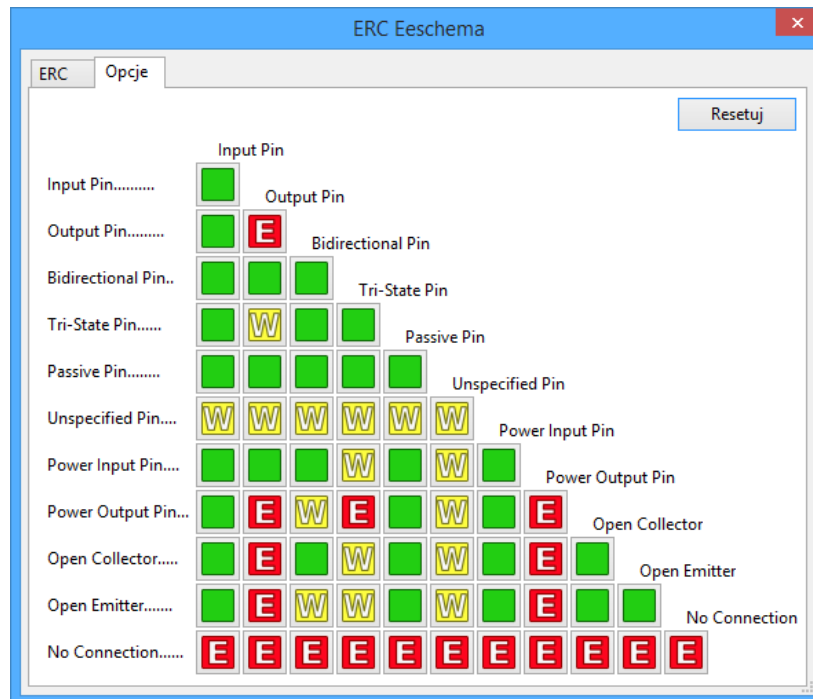 ERC Eeschema
ERC Opcje
Resetuj
Input Pin
Input Pin..........
Output Pin
Output Pin......... E
Bidirectional Pin
Bidirectional Pin..
Tri-State Pin
Tri-State Pin...... W
Passive Pin
Passive Pin........
Unspecified Pin
Unspecified Pin.... W W W W W W
Power Input Pin
Power Input Pin.... W W
Power Output Pin
Power Output Pin... E W E W E
Open Collector
Open Collector..... E W W E
Open Emitter
Open Emitter....... E W W W E
No Connection
No Connection...... E E E E E E E E E E E